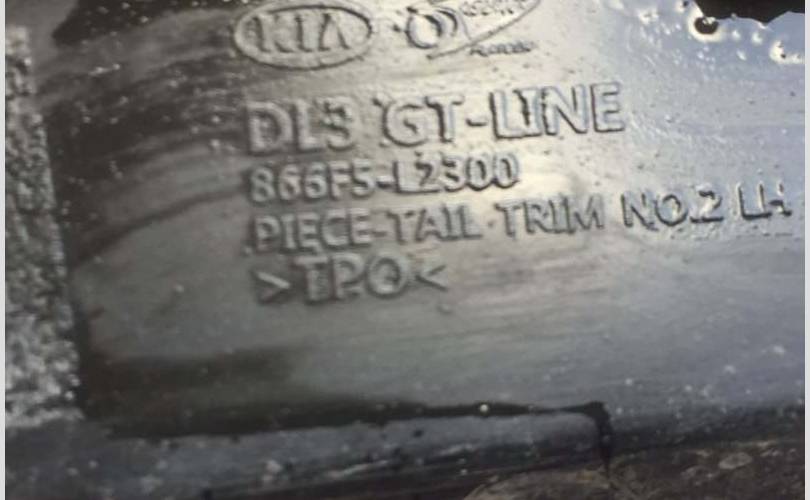 KIA
DL3 GT-LINE
866F5-L2300
PIECE-TAIL TRIM NO.2 LH
>TPO<